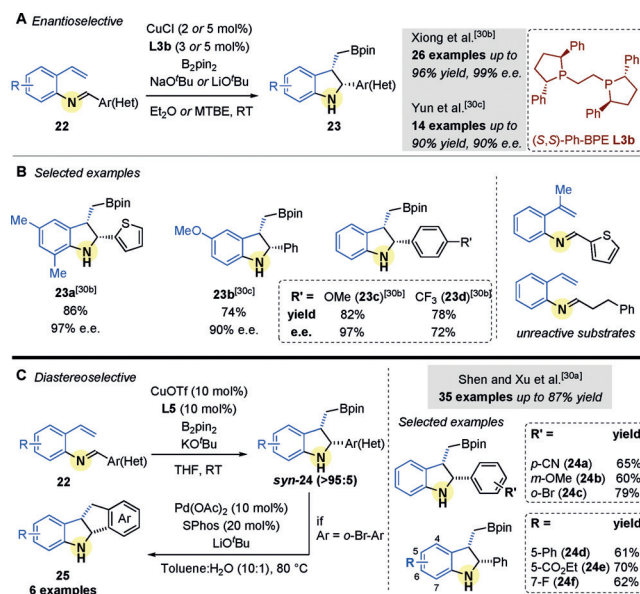 A Enantioselective
CuCl (2 or 5 mol%)
L3b (3 or 5 mol%)
B₂pin₂
NaOᵗBu or LiOᵗBu
Et₂O or MTBE, RT
R
N
Ar(Het)
22
Bpin
R
Ar(Het)
N
H
23
Xiong et al.[30b]
26 examples up to
96% yield, 99% e.e.
Yun et al.[30c]
14 examples up to
90% yield, 90% e.e.
Ph
Ph
P
P
Ph
Ph
(S,S)-Ph-BPE L3b
B Selected examples
Me
Me
Bpin
S
N
H
23a[30b]
86%
97% e.e.
MeO
Bpin
Ph
N
H
23b[30c]
74%
90% e.e.
Bpin
R'
N
H
R' = OMe (23c)[30b] CF₃ (23d)[30b]
yield 82% 78%
e.e. 97% 72%
Me
N
S
N
Ph
unreactive substrates
C Diastereoselective
CuOTf (10 mol%)
L5 (10 mol%)
B₂pin₂
KOᵗBu
THF, RT
R
N
Ar(Het)
22
Bpin
R
Ar(Het)
N
H
syn-24 (>95:5)
Pd(OAc)₂ (10 mol%)
SPhos (20 mol%)
LiOᵗBu
Toluene:H₂O (10:1), 80 °C
if
Ar = o-Br-Ar
Ar
R
N
H
25
6 examples
Shen and Xu et al.[30a]
35 examples up to 87% yield
Selected examples
Bpin
R'
N
H
R' = yield
p-CN (24a) 65%
m-OMe (24b) 60%
o-Br (24c) 79%
Bpin
4
5
R
Ph
6
N
H
7
R = yield
5-Ph (24d) 61%
5-CO₂Et (24e) 70%
7-F (24f) 62%